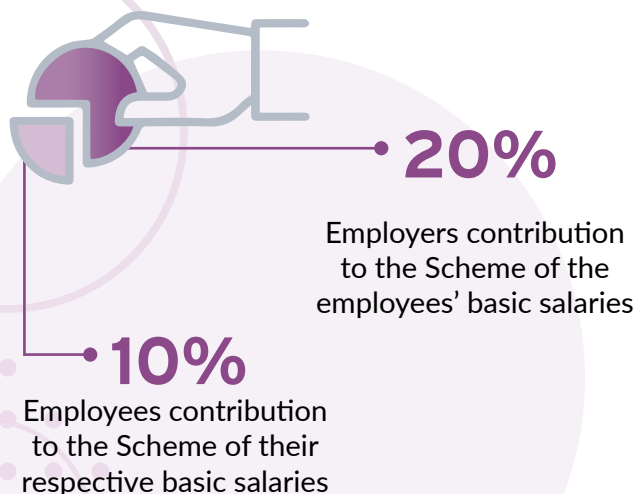 20%
Employers contribution
to the Scheme of the
employees’ basic salaries
10%
Employees contribution
to the Scheme of their
respective basic salaries